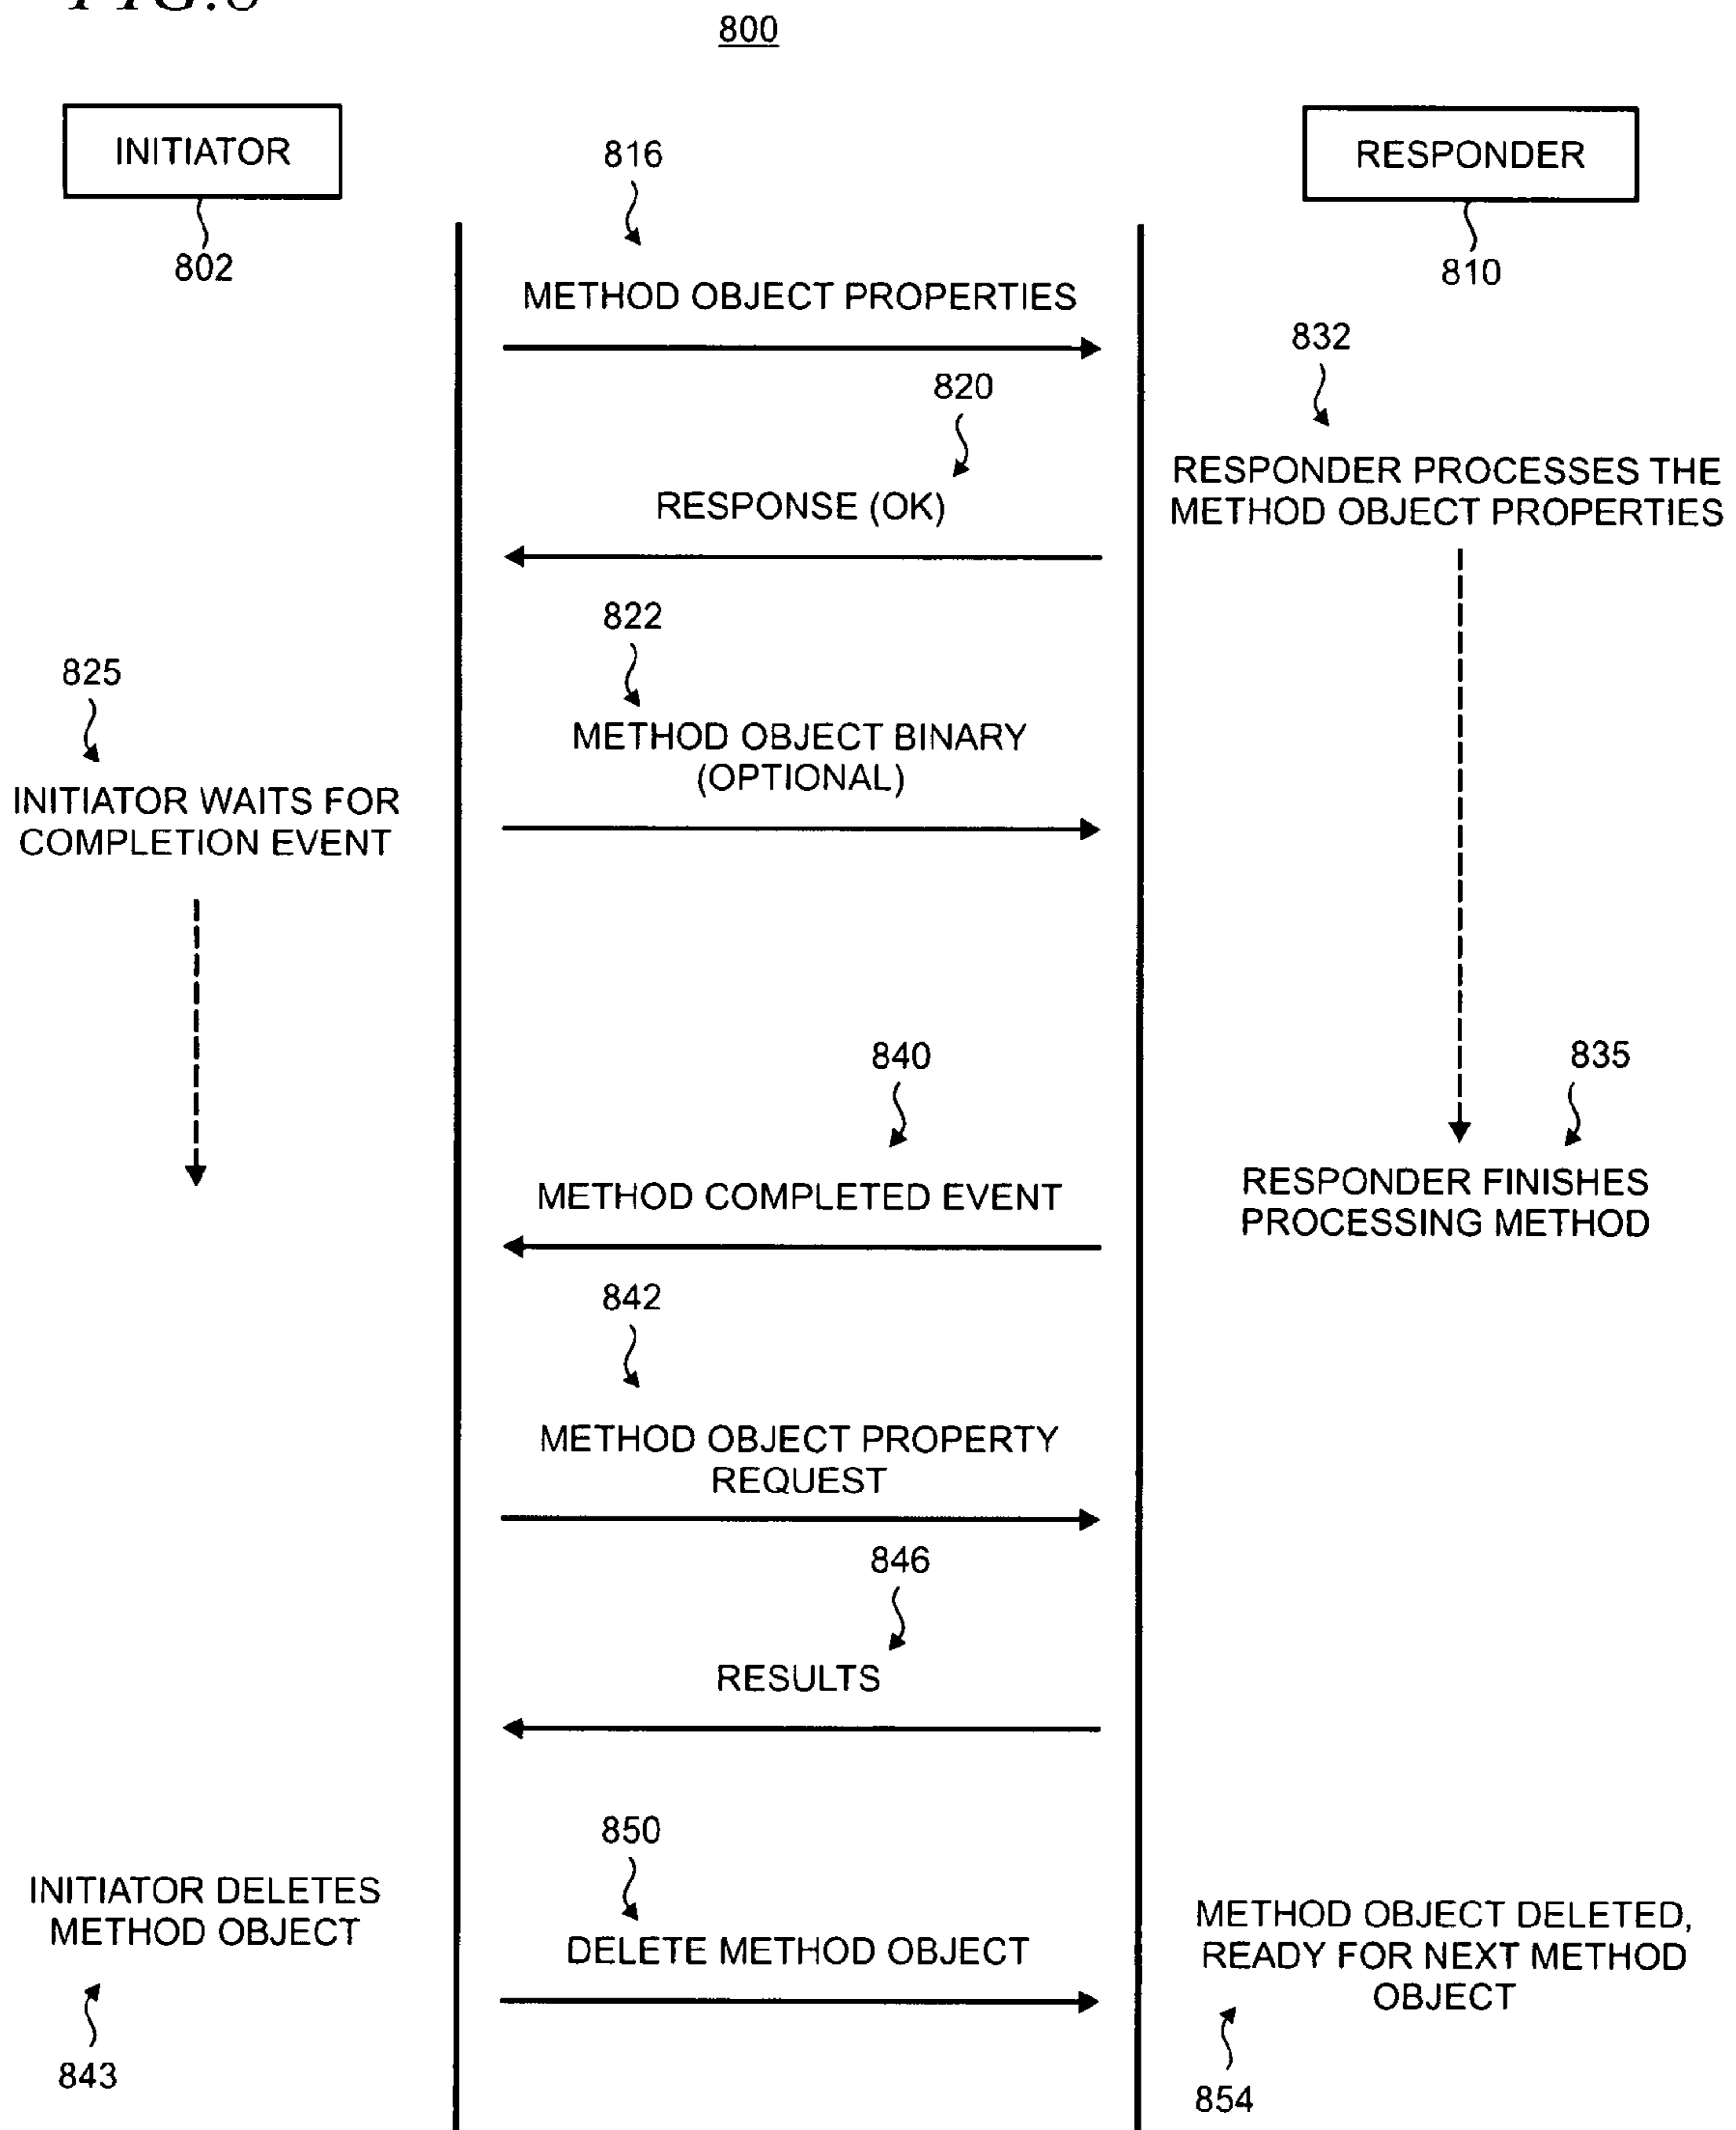 FIG.8
800
INITIATOR
802
RESPONDER
810
816
METHOD OBJECT PROPERTIES
832
RESPONDER PROCESSES THE
METHOD OBJECT PROPERTIES
820
RESPONSE (OK)
822
METHOD OBJECT BINARY
(OPTIONAL)
825
INITIATOR WAITS FOR
COMPLETION EVENT
840
METHOD COMPLETED EVENT
835
RESPONDER FINISHES
PROCESSING METHOD
842
METHOD OBJECT PROPERTY
REQUEST
846
RESULTS
INITIATOR DELETES
METHOD OBJECT
843
850
DELETE METHOD OBJECT
METHOD OBJECT DELETED,
READY FOR NEXT METHOD
OBJECT
854